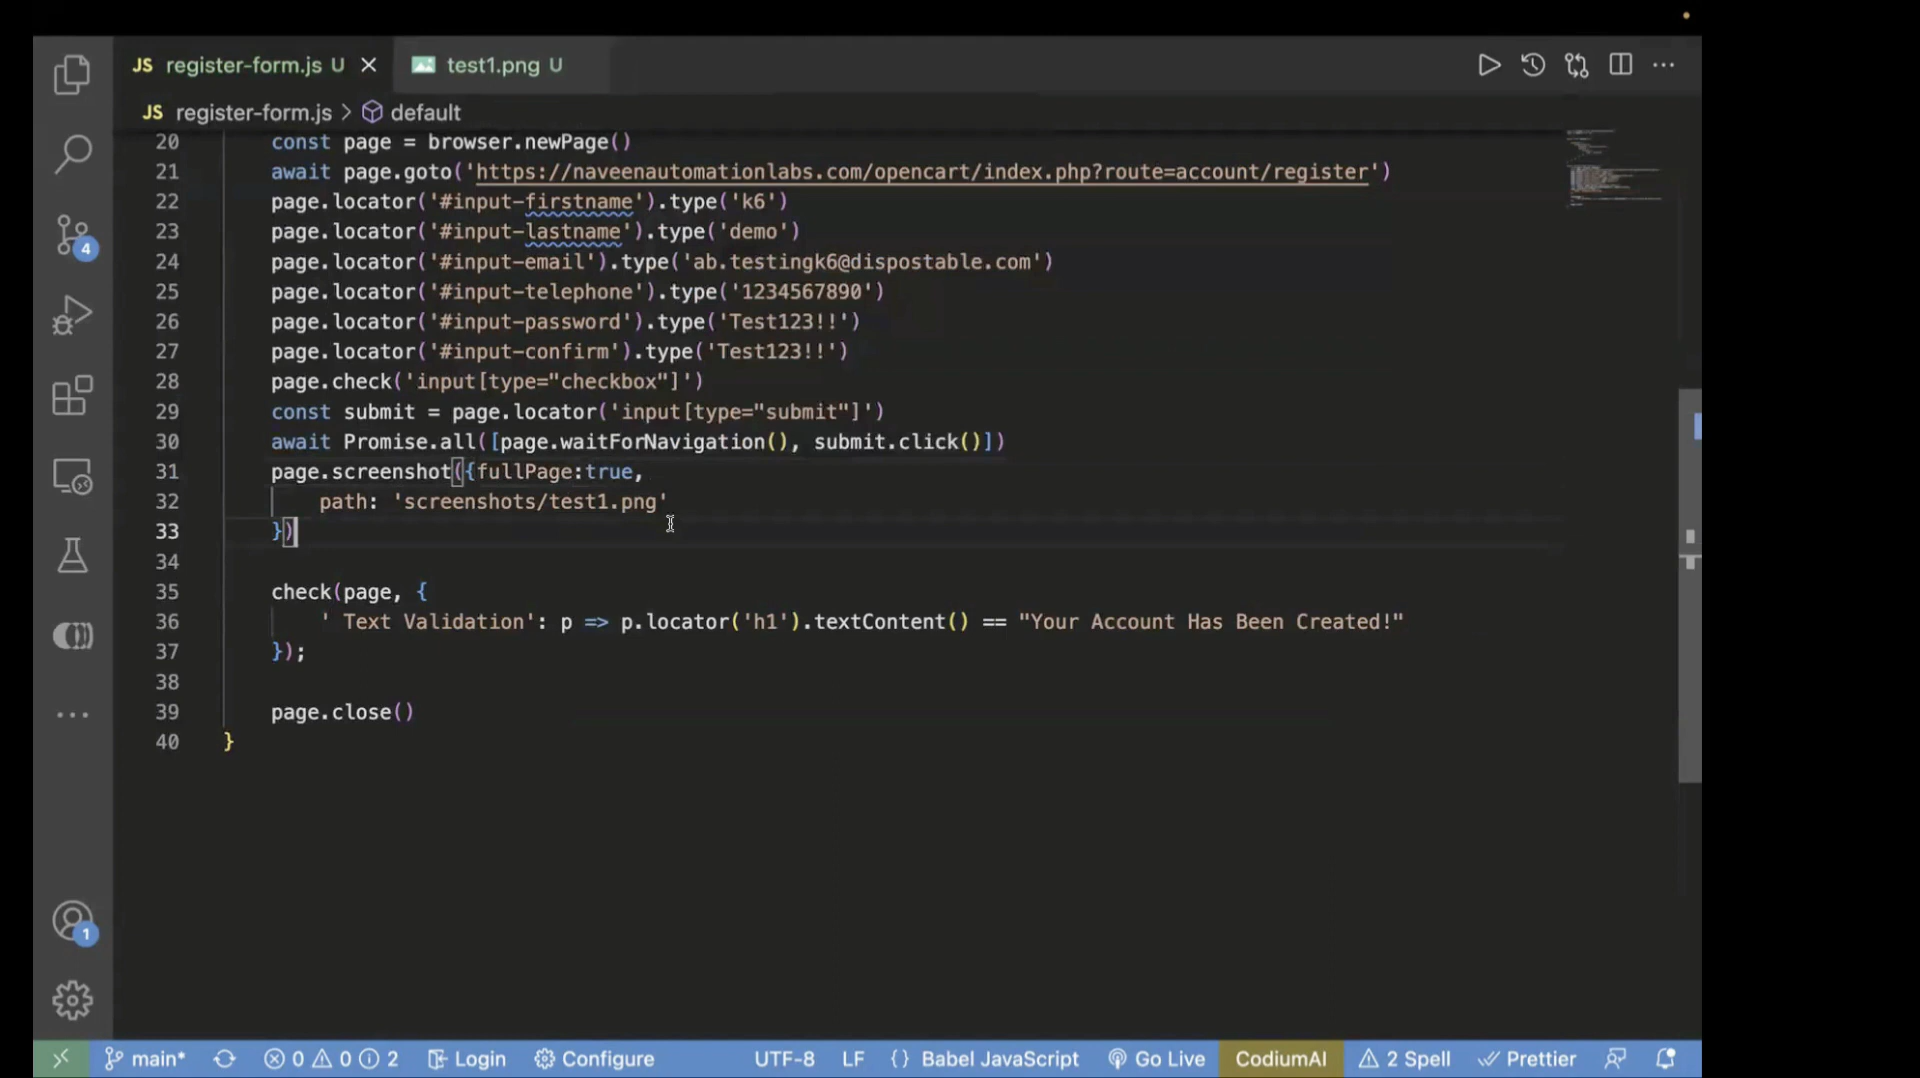 JS register-form.js U
test1.png U
JS register-form.js > default
20 const page = browser.newPage()
21 await page.goto('https://naveenautomationlabs.com/opencart/index.php?route=account/register')
22 page.locator('#input-firstname').type('k6')
23 page.locator('#input-lastname').type('demo')
24 page.locator('#input-email').type('ab.testingk6@dispostable.com')
25 page.locator('#input-telephone').type('1234567890')
26 page.locator('#input-password').type('Test123!!')
27 page.locator('#input-confirm').type('Test123!!')
28 page.check('input[type="checkbox"]')
29 const submit = page.locator('input[type="submit"]')
30 await Promise.all([page.waitForNavigation(), submit.click()])
31 page.screenshot({fullPage:true,
32 path: 'screenshots/test1.png'
33 })
34
35 check(page, {
36 ' Text Validation': p => p.locator('h1').textContent() == "Your Account Has Been Created!"
37 });
38
39 page.close()
40 }
4
1
main* 0 0 2 Login Configure UTF-8 LF { } Babel JavaScript Go Live CodiumAI 2 Spell Prettier